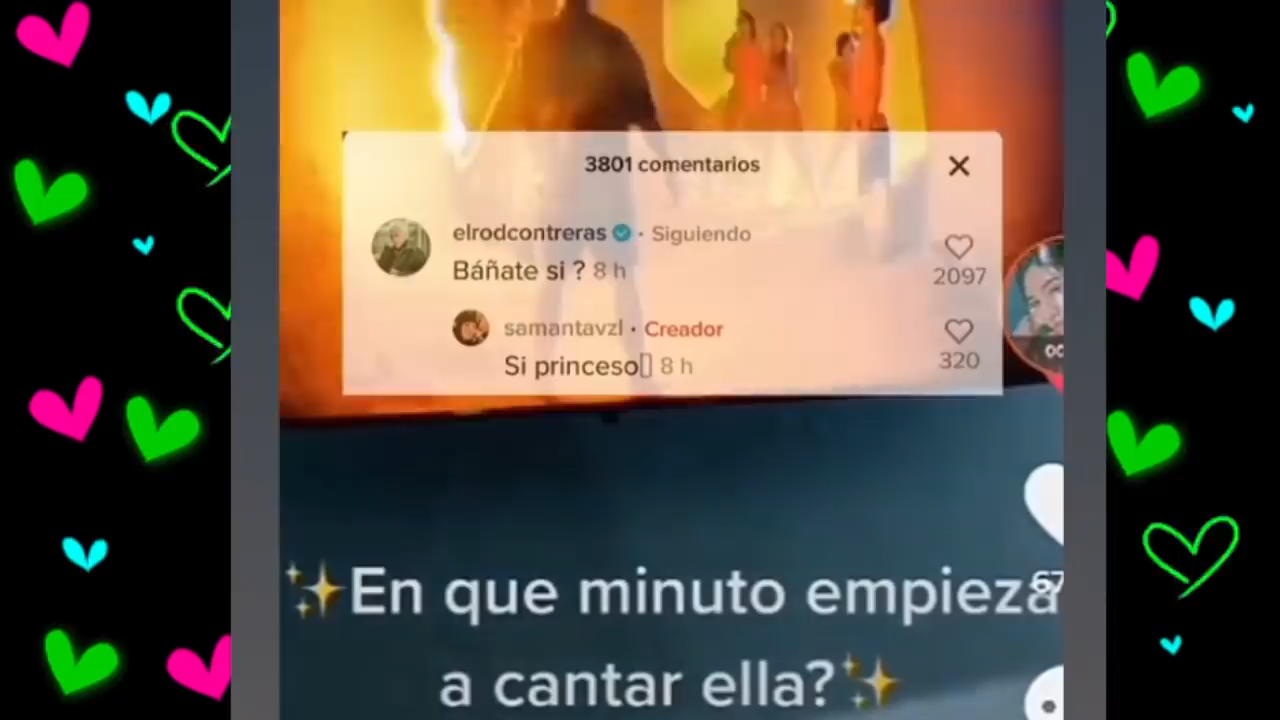 3801 comentarios
elrodcontreras · Siguiendo
Báñate si ? 8 h
2097
samantavzl · Creador
Si princeso 8 h
320
✨En que minuto empieza
a cantar ella?✨
67